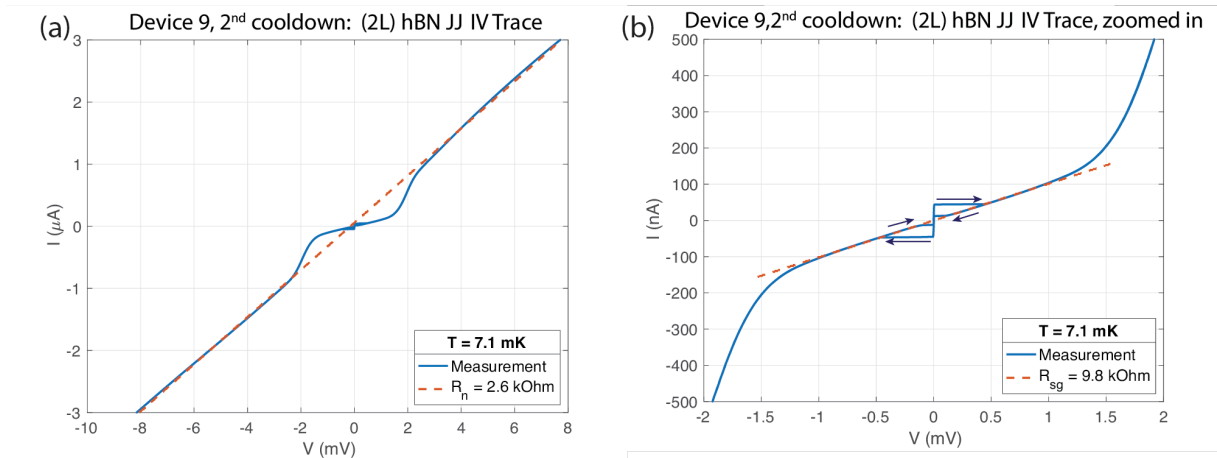 (a)
Device 9, 2nd cooldown:  (2L) hBN JJ IV Trace
3
2
1
0
-1
-2
-3
I (μA)
-10 -8 -6 -4 -2 0 2 4 6 8
V (mV)
T = 7.1 mK
Measurement
Rn = 2.6 kOhm
(b)
Device 9,2nd cooldown:  (2L) hBN JJ IV Trace, zoomed in
500
400
300
200
100
0
-100
-200
-300
-400
-500
I (nA)
-2 -1.5 -1 -0.5 0 0.5 1 1.5 2
V (mV)
T = 7.1 mK
Measurement
Rsg = 9.8 kOhm